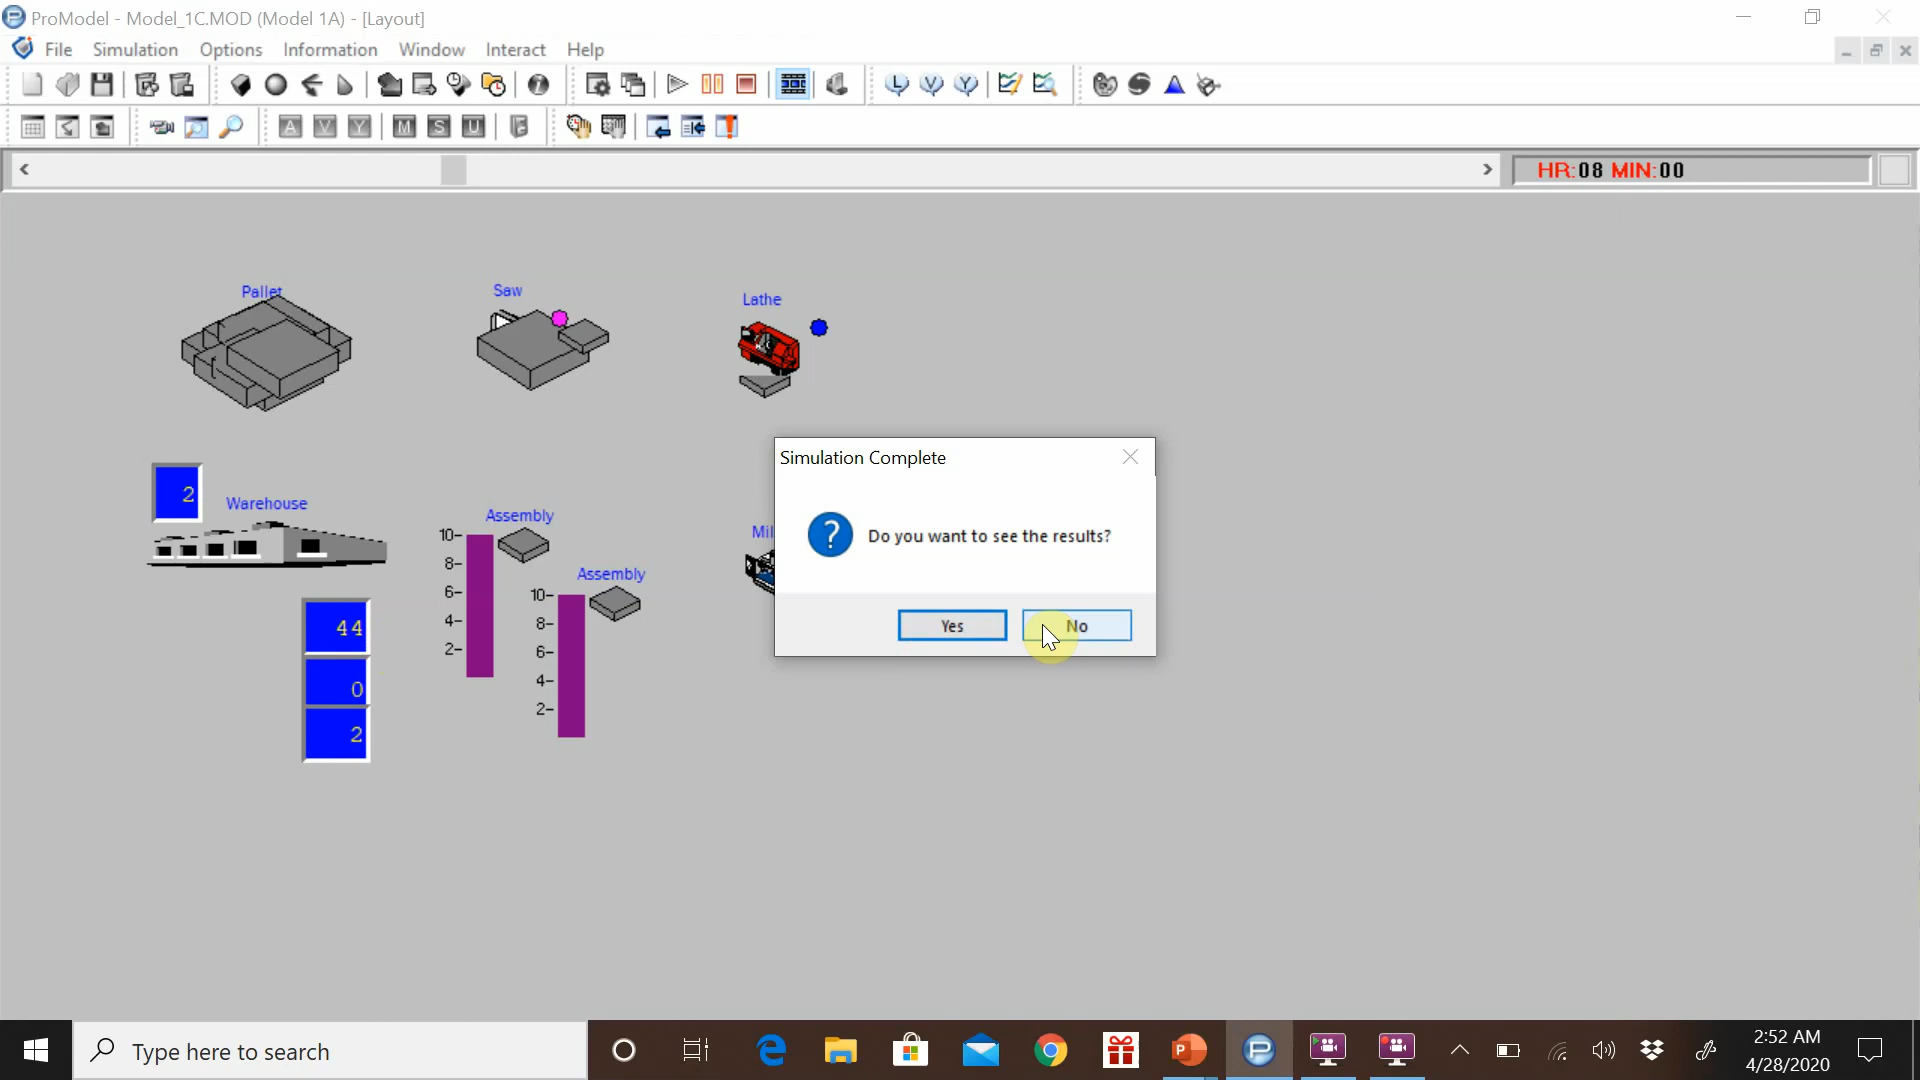 ProModel - Model_1C.MOD (Model 1A) - [Layout]
File Simulation Options Information Window Interact Help
L V Y
A V Y M S U
HR:08 MIN:00
Pallet
Saw
Lathe
2
Warehouse
Assembly
10-
8-
6-
4-
2-
Assembly
10-
8-
6-
4-
2-
44
0
2
Mil
Simulation Complete
Do you want to see the results?
Yes No
Type here to search
2:52 AM
4/28/2020